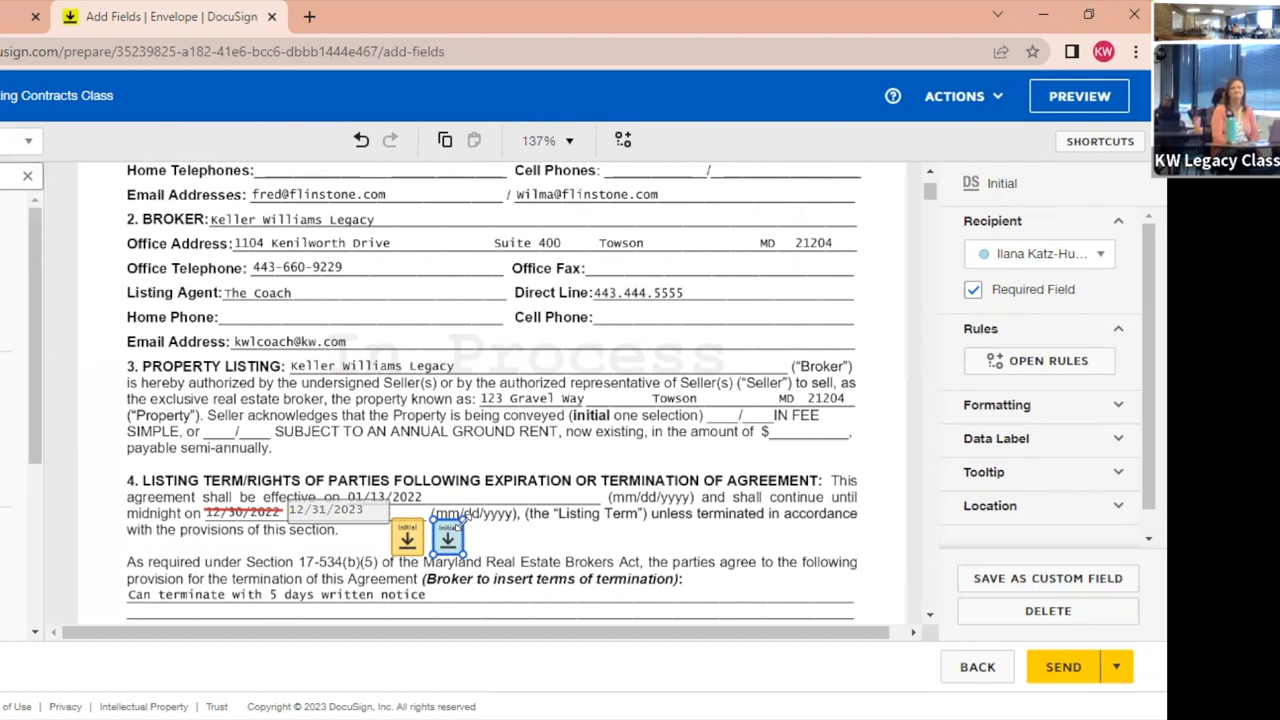 Add Fields | Envelope | DocuSign
sign.com/prepare/35239825-a182-41e6-bcc6-dbbb1444e467/add-fields
KW
ng Contracts Class
ACTIONS
PREVIEW
137%
SHORTCUTS
KW Legacy Class
Home Telephones: Cell Phones: /
Email Addresses: fred@flinstone.com / wilma@flinstone.com
2. BROKER: Keller Williams Legacy
Office Address: 1104 Kenilworth Drive Suite 400 Towson MD 21204
Office Telephone: 443-660-9229 Office Fax:
Listing Agent: The Coach Direct Line: 443.444.5555
Home Phone: Cell Phone:
Email Address: kwlcoach@kw.com
In Process
3. PROPERTY LISTING: Keller Williams Legacy ("Broker")
is hereby authorized by the undersigned Seller(s) or by the authorized representative of Seller(s) ("Seller") to sell, as
the exclusive real estate broker, the property known as: 123 Gravel Way Towson MD 21204
("Property"). Seller acknowledges that the Property is being conveyed (initial one selection) ____/____IN FEE
SIMPLE, or ____/____ SUBJECT TO AN ANNUAL GROUND RENT, now existing, in the amount of $__________,
payable semi-annually.
4. LISTING TERM/RIGHTS OF PARTIES FOLLOWING EXPIRATION OR TERMINATION OF AGREEMENT: This
agreement shall be effective on 01/13/2022 (mm/dd/yyyy) and shall continue until
midnight on 12/30/2022 12/31/2023 (mm/dd/yyyy), (the "Listing Term") unless terminated in accordance
with the provisions of this section.
Initial Initial
As required under Section 17-534(b)(5) of the Maryland Real Estate Brokers Act, the parties agree to the following
provision for the termination of this Agreement (Broker to insert terms of termination):
Can terminate with 5 days written notice
DS Initial
Recipient
Ilana Katz-Hu...
Required Field
Rules
OPEN RULES
Formatting
Data Label
Tooltip
Location
SAVE AS CUSTOM FIELD
DELETE
BACK
SEND
of Use | Privacy | Intellectual Property | Trust Copyright © 2023 DocuSign, Inc. All rights reserved